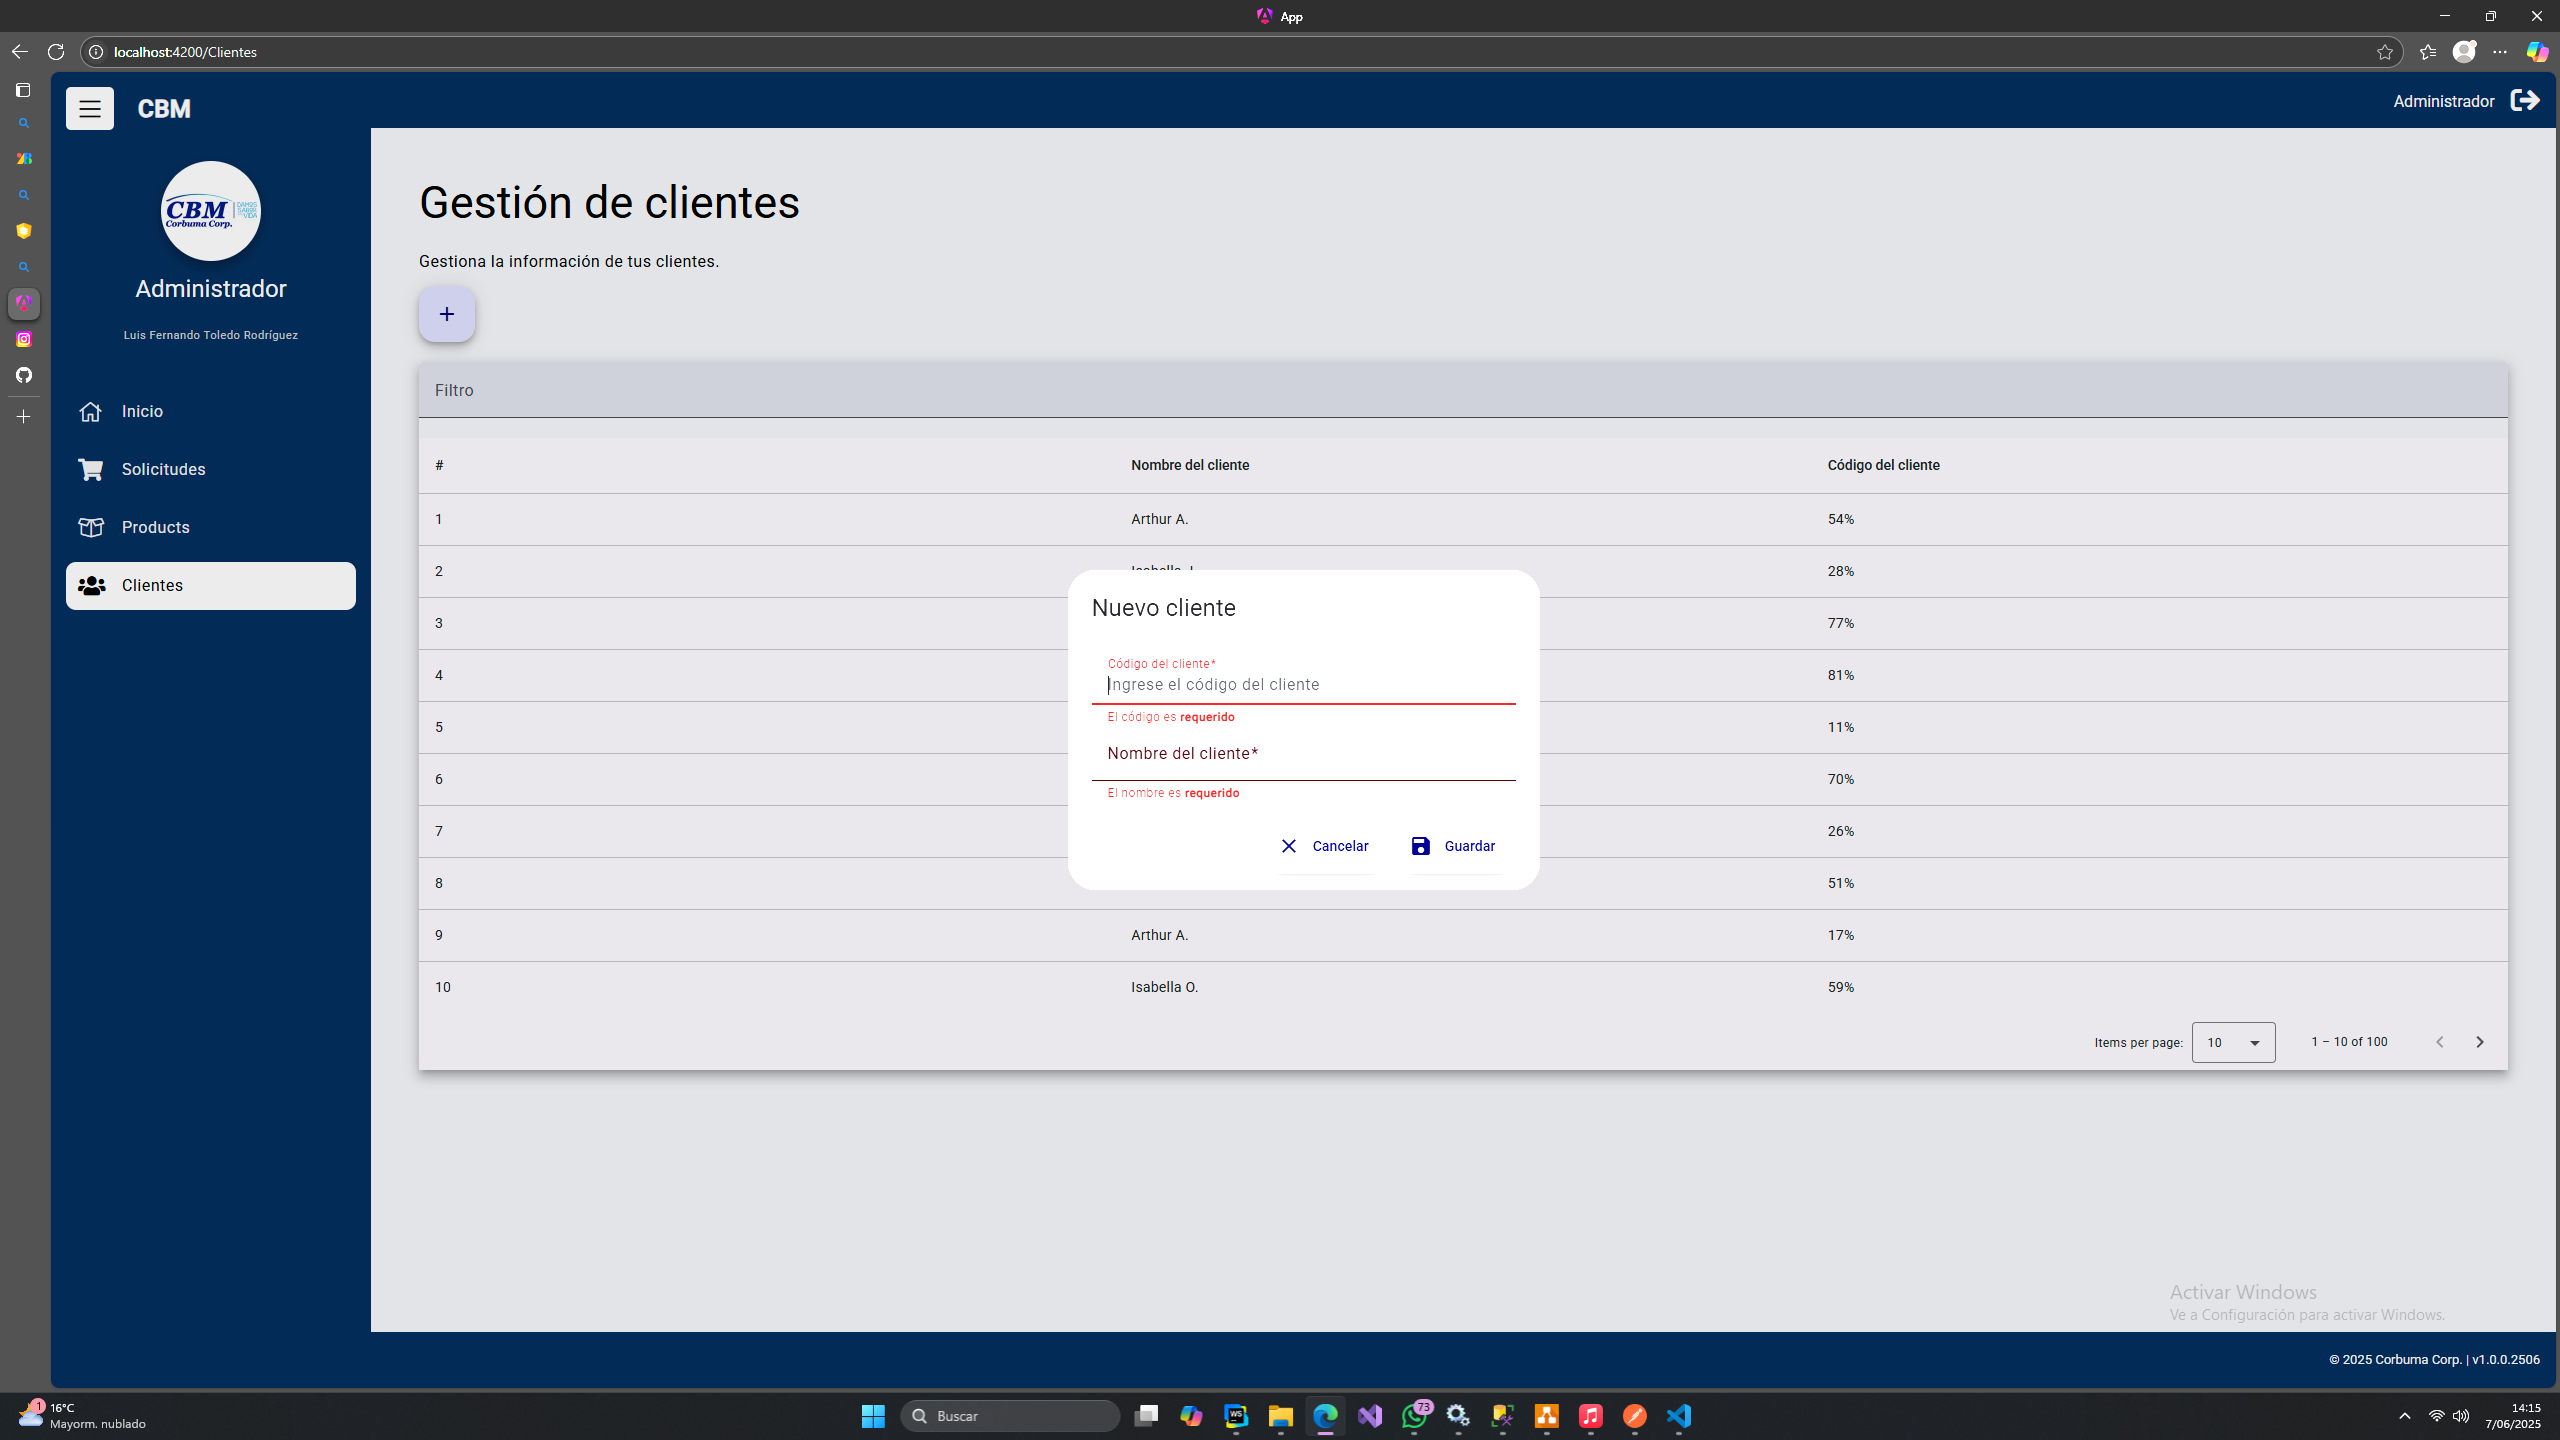 App
localhost:4200/Clientes
CBM
Administrador
CBM
Corbuma Corp.
Administrador
Luis Fernando Toledo Rodríguez
Inicio
Solicitudes
Products
Clientes
Gestión de clientes
Gestiona la información de tus clientes.
+
Filtro
# Nombre del cliente Código del cliente
1 Arthur A. 54%
2 28%
3 77%
4 81%
5 11%
6 70%
7 26%
8 51%
9 Arthur A. 17%
10 Isabella O. 59%
Nuevo cliente
Código del cliente*
Ingrese el código del cliente
El código es requerido
Nombre del cliente*
El nombre es requerido
Cancelar Guardar
Items per page: 10 1 – 10 of 100
Activar Windows
Ve a Configuración para activar Windows.
© 2025 Corbuma Corp. | v1.0.0.2506
1
16°C
Mayorm. nublado
Buscar
WS
73
14:15
7/06/2025